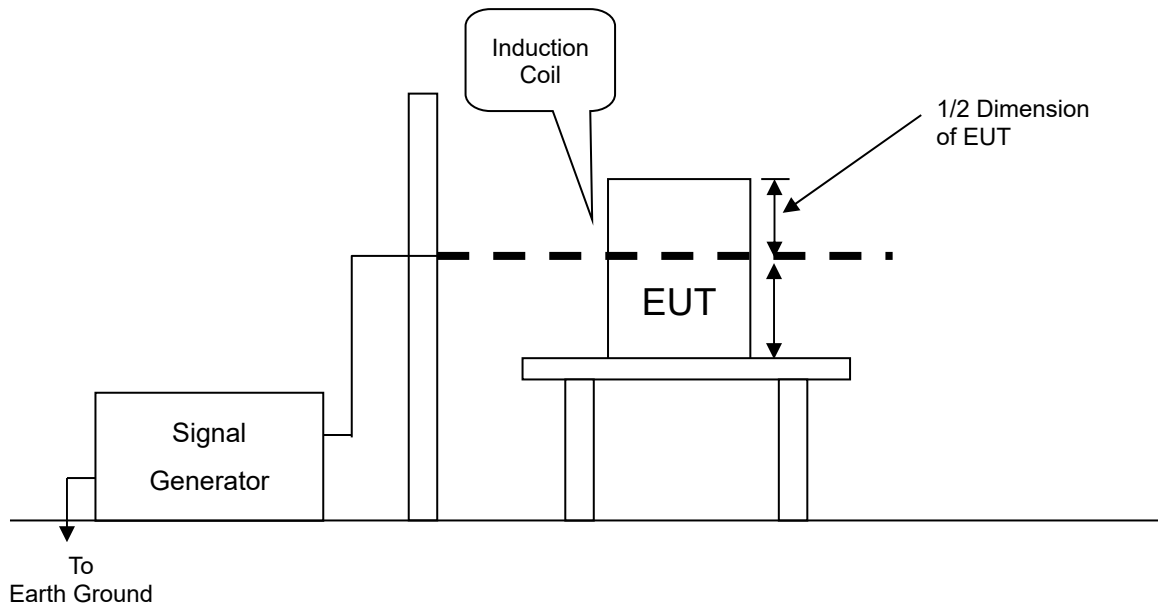 Induction
Coil
1/2 Dimension
of EUT
EUT
Signal
Generator
To
Earth Ground